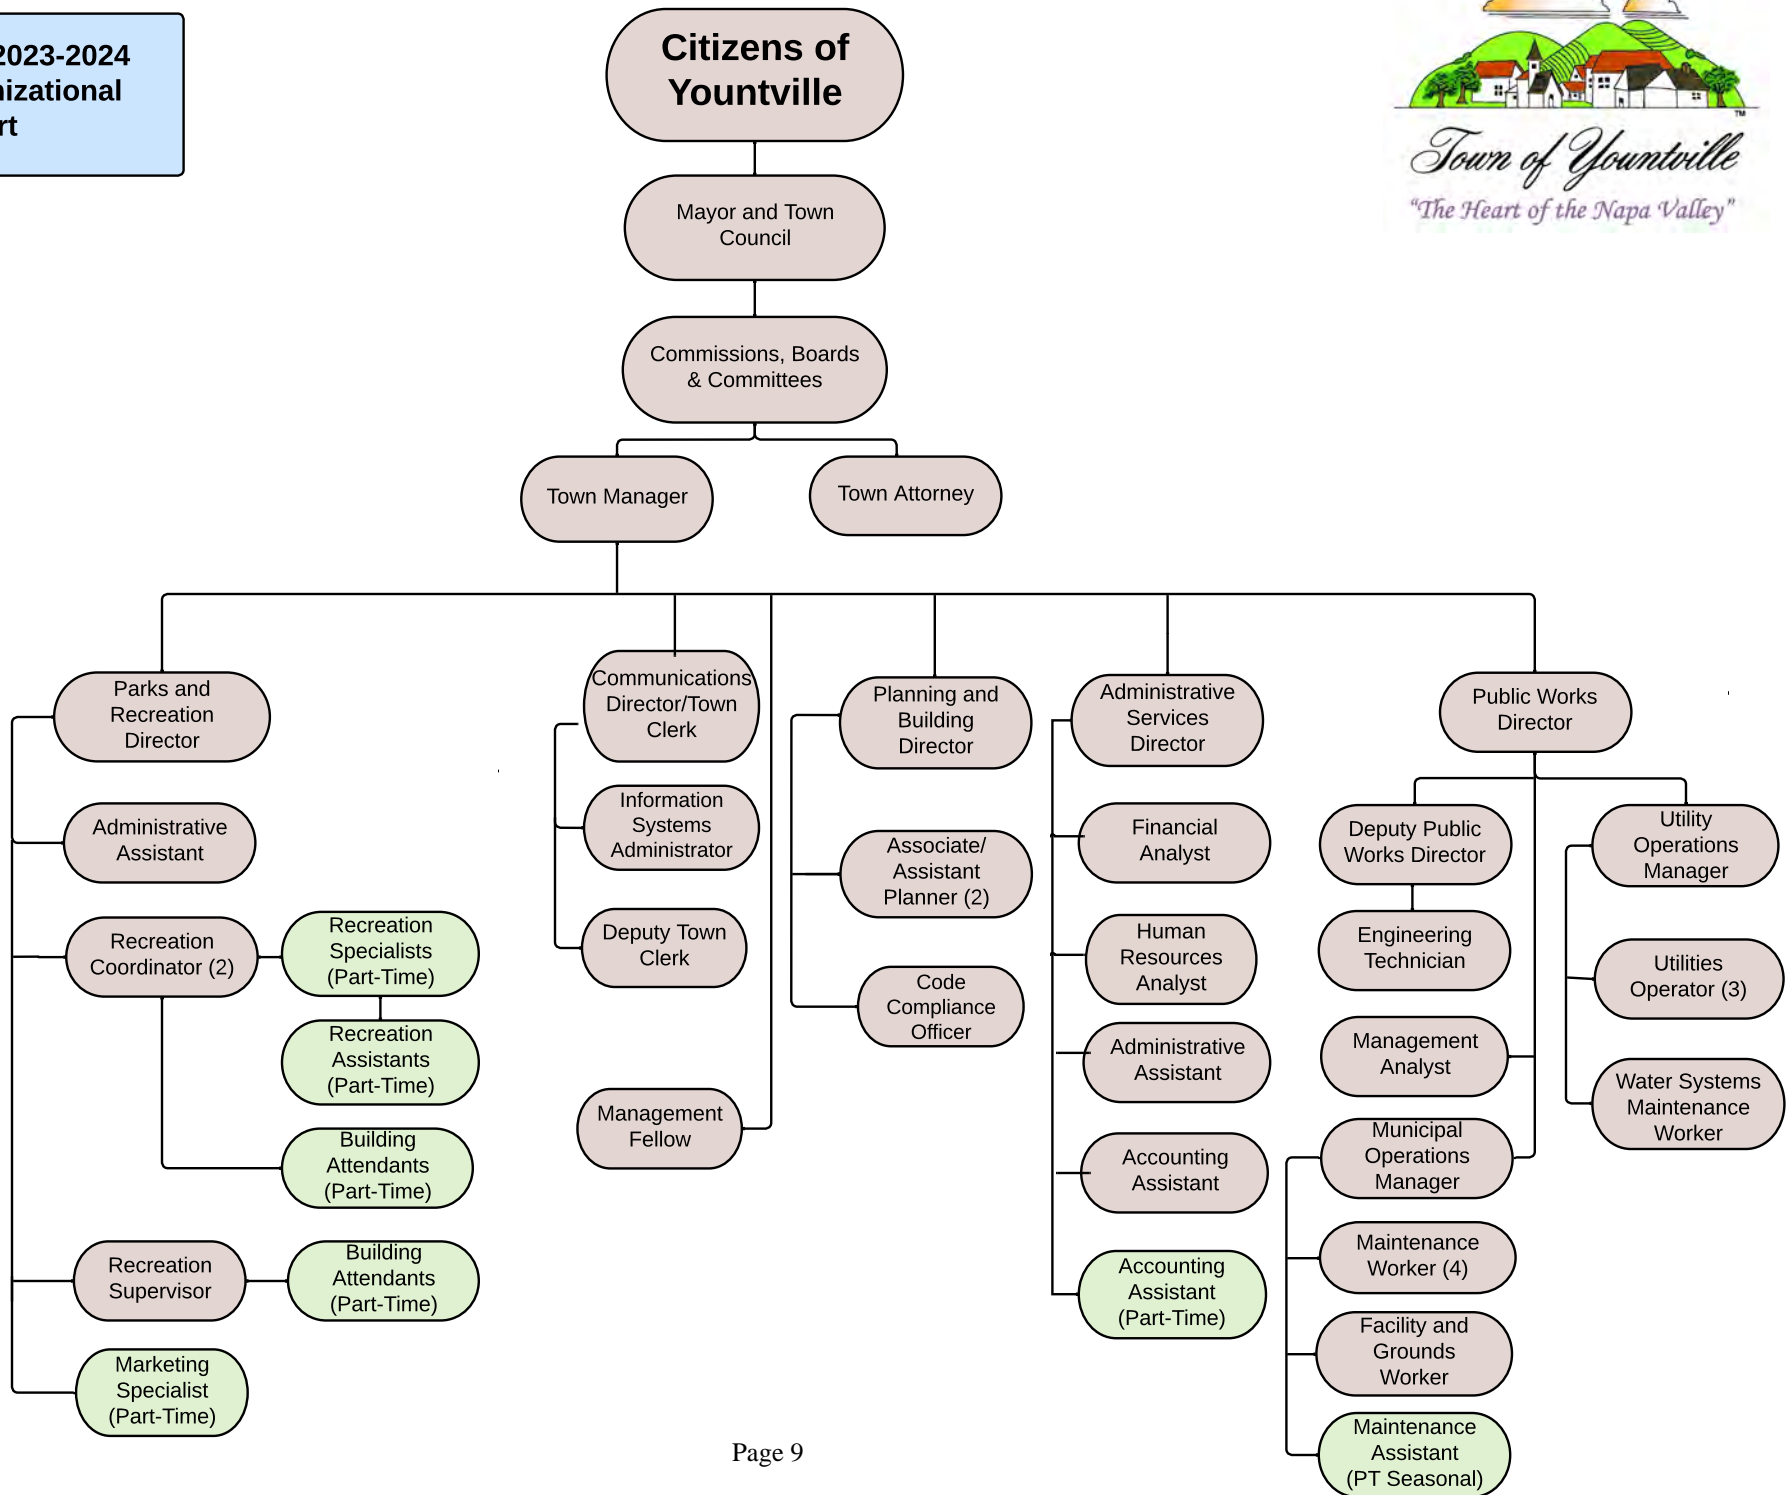 2023-2024
nizational
rt
Citizens of
Yountville
™
Town of Yountville
“The Heart of the Napa Valley”
Mayor and Town
Council
Commissions, Boards
& Committees
Town Manager
Town Attorney
Parks and
Recreation
Director
Administrative
Assistant
Recreation
Coordinator (2)
Recreation
Specialists
(Part-Time)
Recreation
Assistants
(Part-Time)
Building
Attendants
(Part-Time)
Recreation
Supervisor
Building
Attendants
(Part-Time)
Marketing
Specialist
(Part-Time)
Communications
Director/Town
Clerk
Information
Systems
Administrator
Deputy Town
Clerk
Management
Fellow
Planning and
Building
Director
Associate/
Assistant
Planner (2)
Code
Compliance
Officer
Administrative
Services
Director
Financial
Analyst
Human
Resources
Analyst
Administrative
Assistant
Accounting
Assistant
Accounting
Assistant
(Part-Time)
Public Works
Director
Deputy Public
Works Director
Engineering
Technician
Management
Analyst
Municipal
Operations
Manager
Maintenance
Worker (4)
Facility and
Grounds
Worker
Maintenance
Assistant
(PT Seasonal)
Utility
Operations
Manager
Utilities
Operator (3)
Water Systems
Maintenance
Worker
Page 9